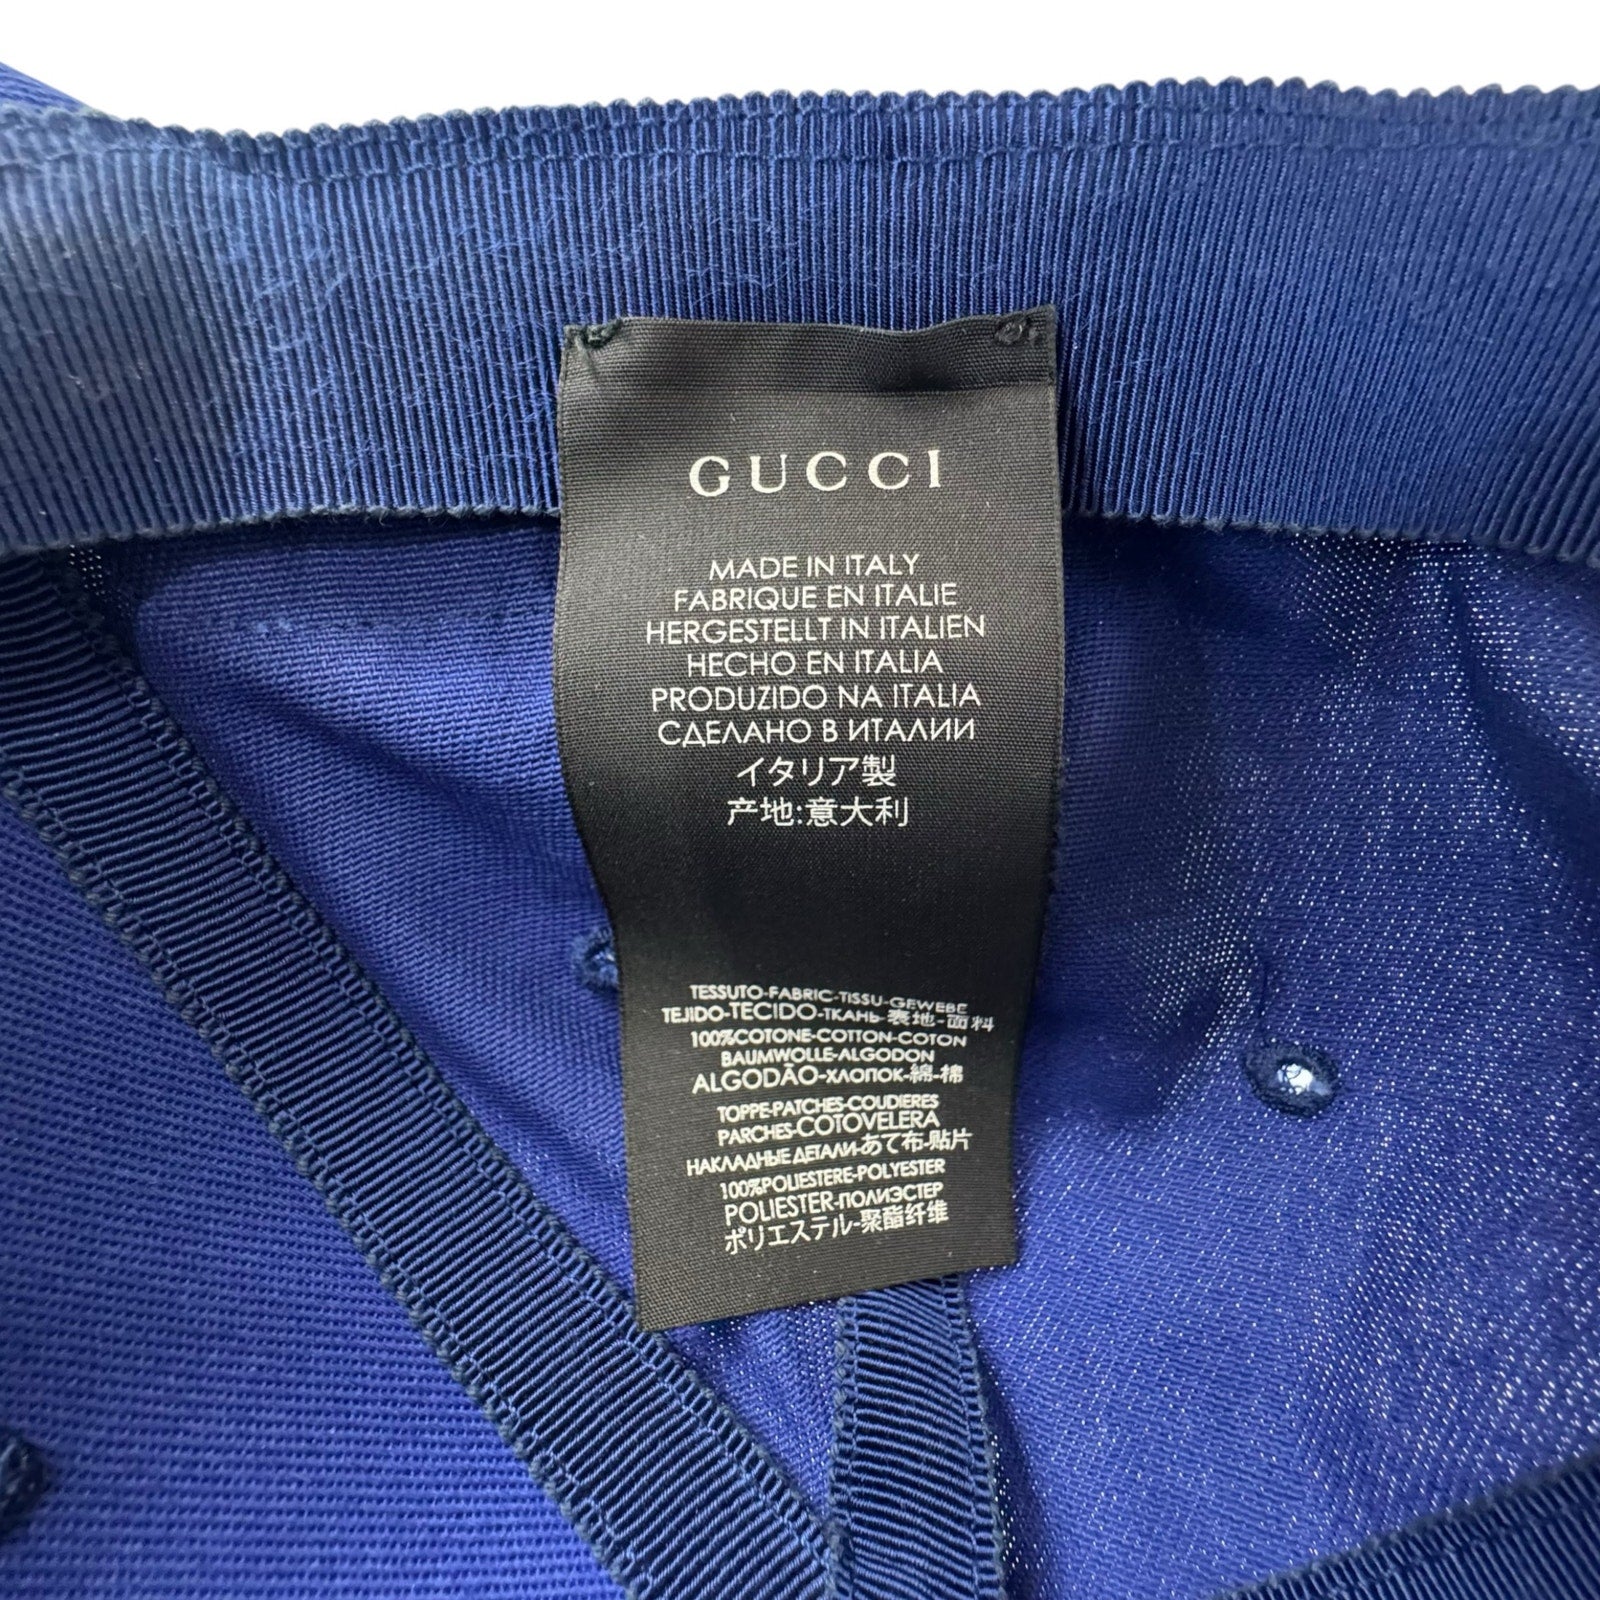 GUCCI
MADE IN ITALY
FABRIQUE EN ITALIE
HERGESTELLT IN ITALIEN
HECHO EN ITALIA
PRODUZIDO NA ITALIA
СДЕЛАНО В ИТАЛИИ
イタリア製
产地:意大利
TESSUTO-FABRIC-TISSU-GEWEBE
TEJIDO-TECIDO-ТКАНЬ-表地-面料
100%COTONE-COTTON-COTON
BAUMWOLLE-ALGODON
ALGODÃO-ХЛОПОК-綿-棉
TOPPE-PATCHES-COUDIERES
PARCHES-COTOVELERA
НАКЛАДНЫЕ ДЕТАЛИ-あて布-贴片
100%POLIESTERE-POLYESTER
POLIESTER-ПОЛИЭСТЕР
ポリエステル-聚酯纤维